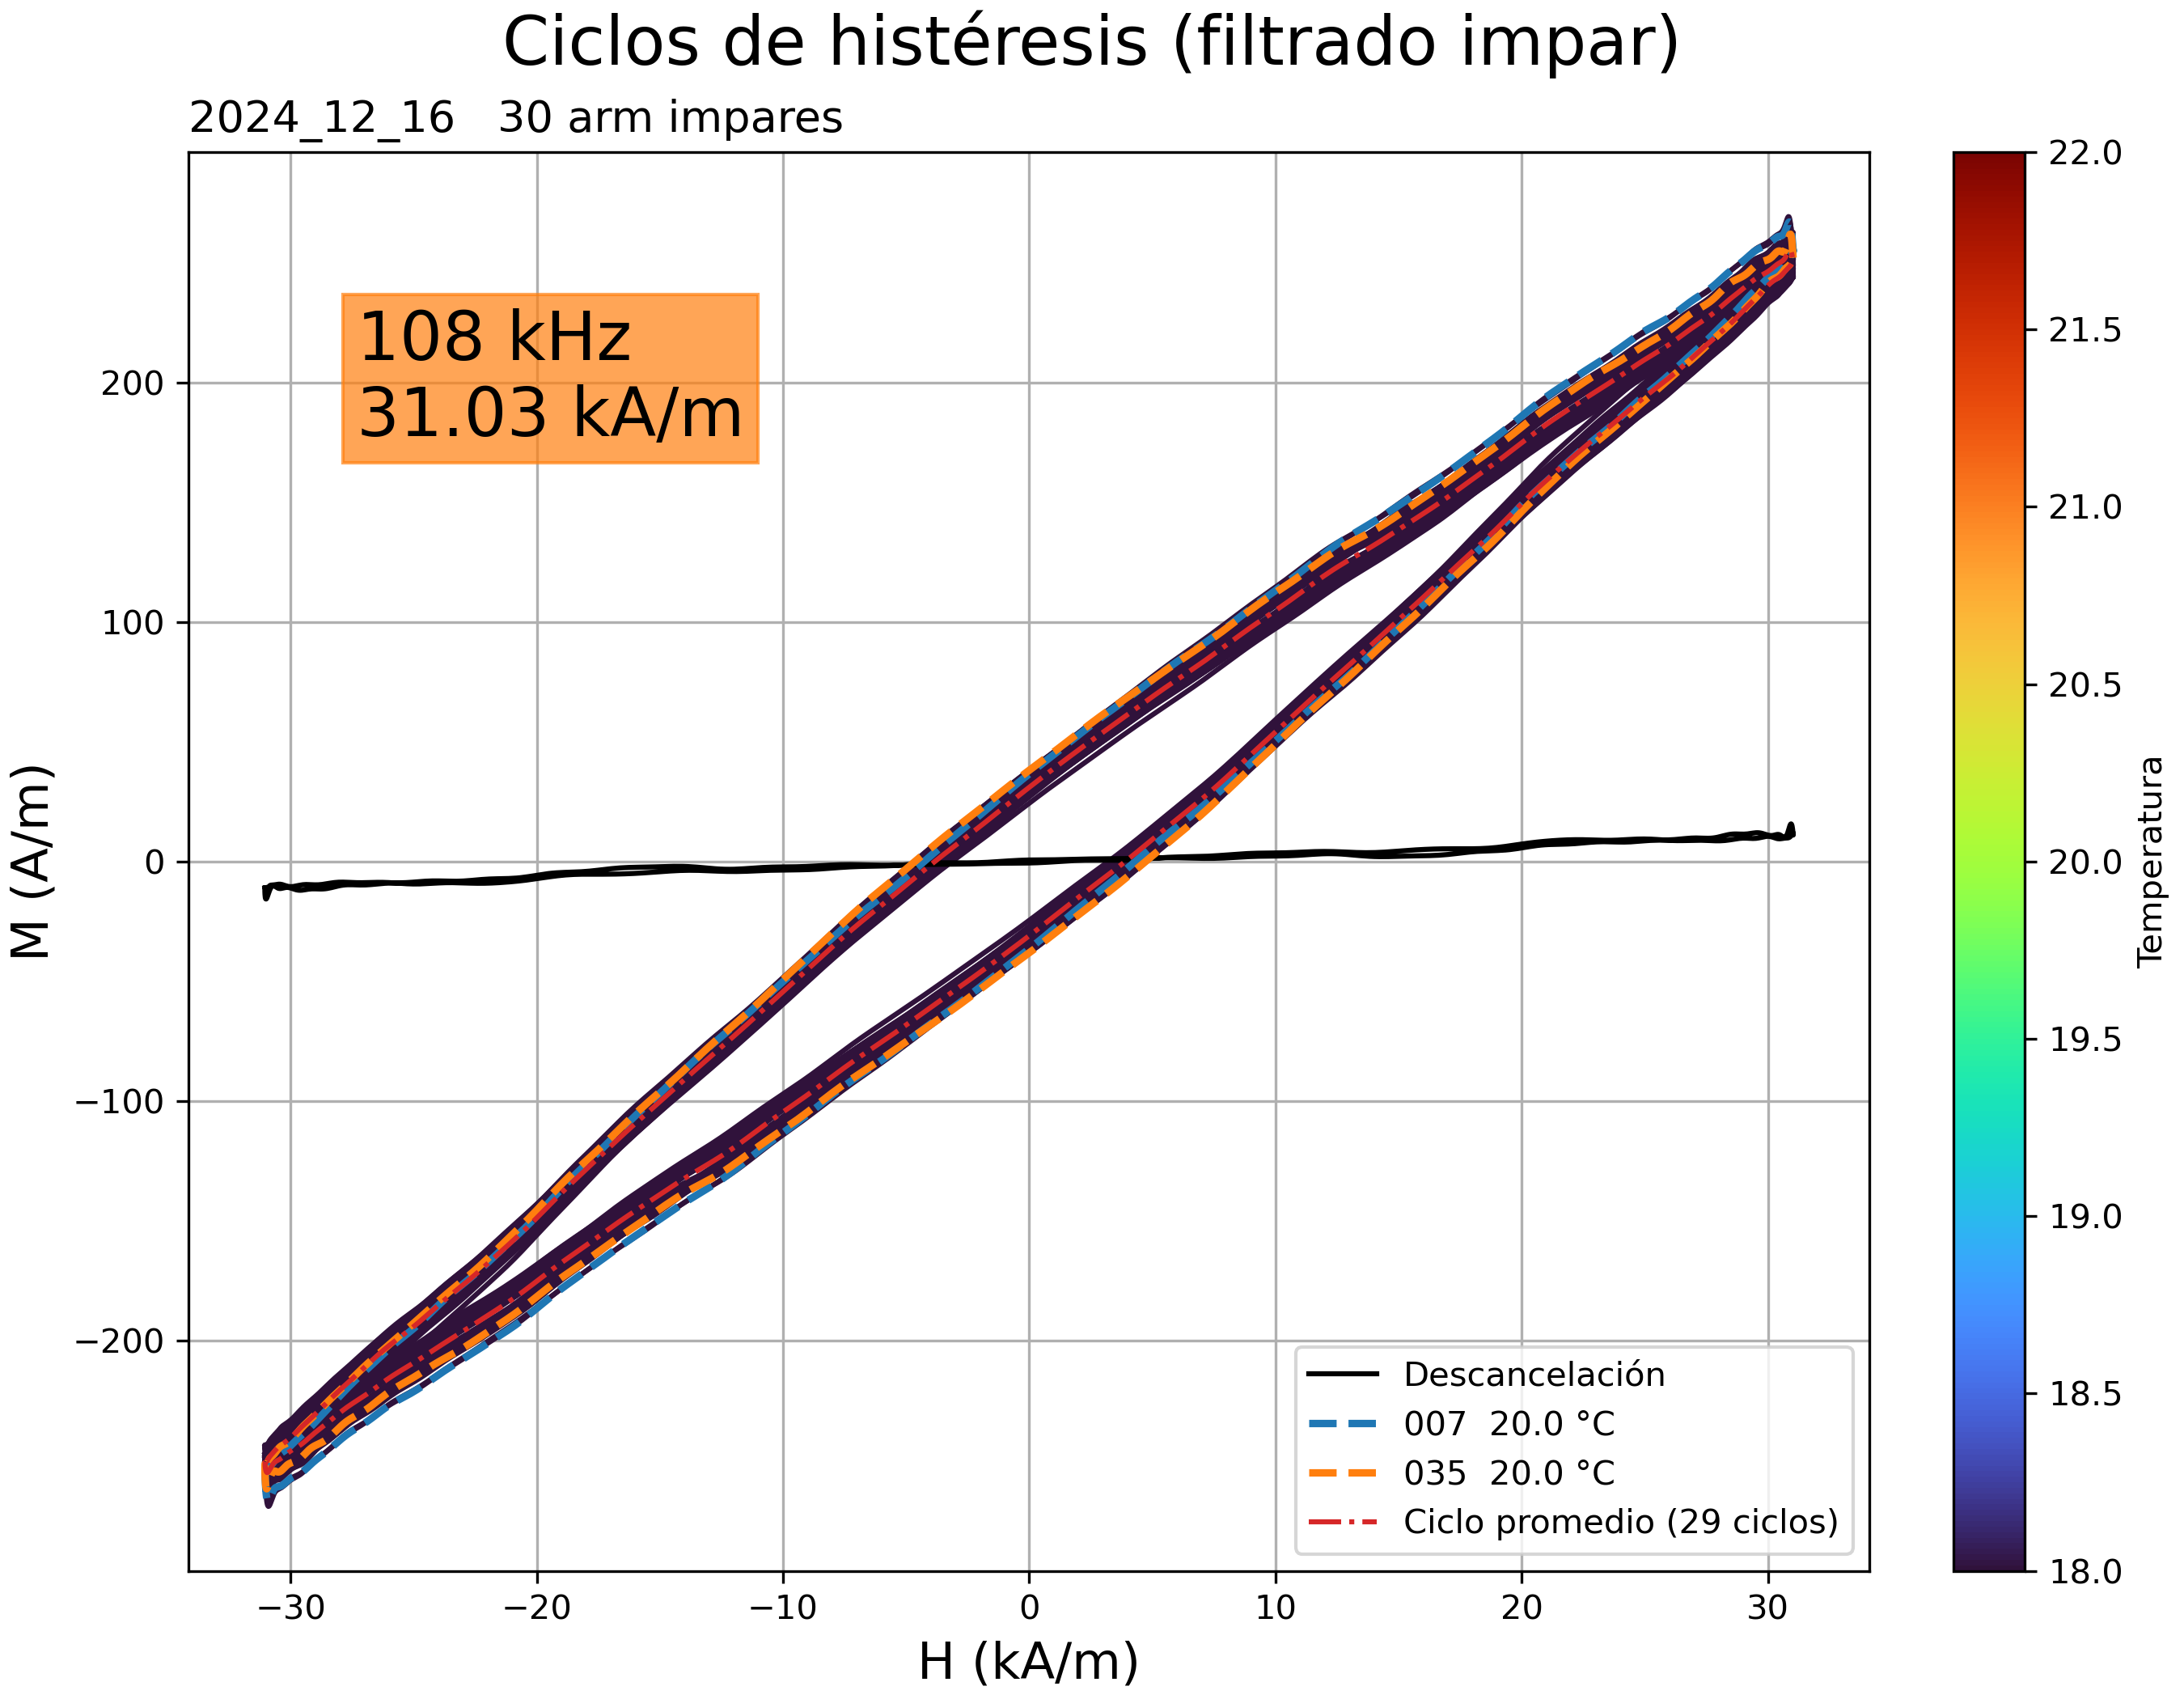 Ciclos de histéresis (filtrado impar)
2024_12_16   30 arm impares
108 kHz
31.03 kA/m
M (A/m)
200
100
0
−100
−200
−30
−20
−10
0
10
20
30
H (kA/m)
Descancelación
007  20.0 °C
035  20.0 °C
Ciclo promedio (29 ciclos)
22.0
21.5
21.0
20.5
20.0
19.5
19.0
18.5
18.0
Temperatura